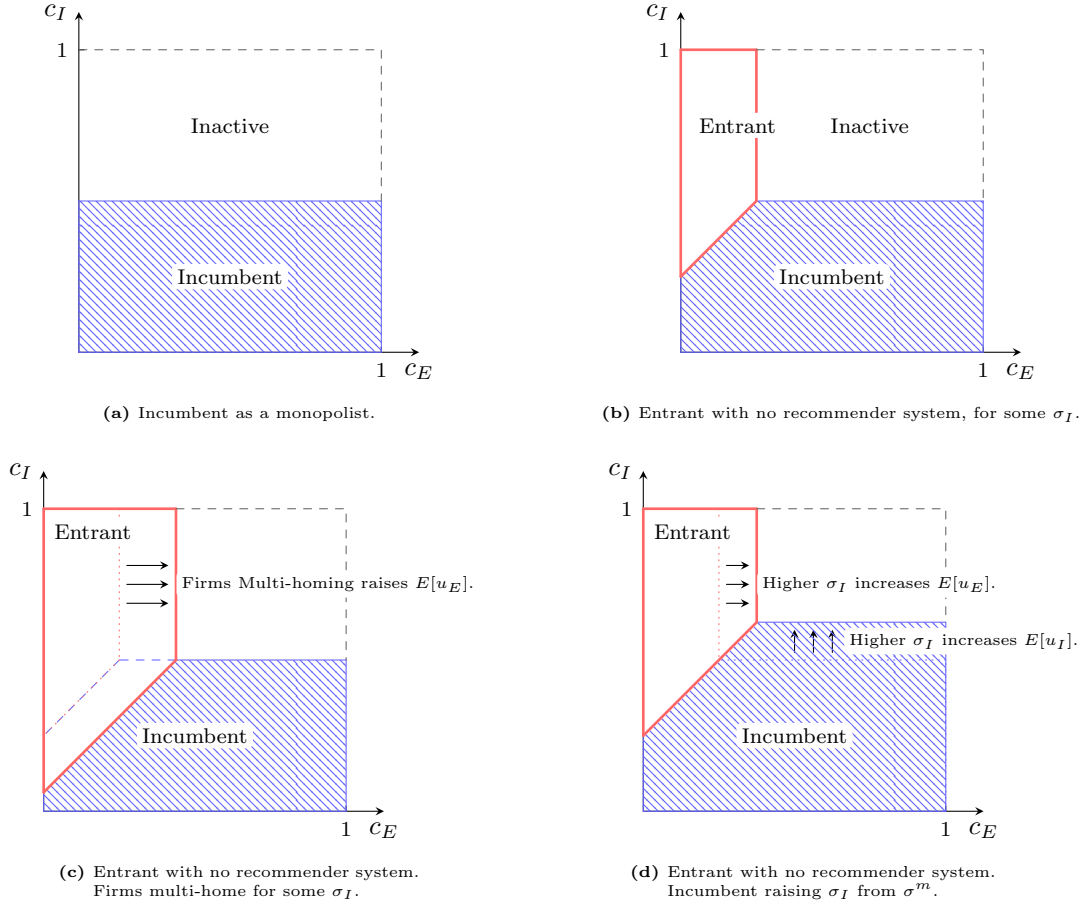 c_I
1
Inactive
Incumbent
1
c_E
(a) Incumbent as a monopolist.
c_I
1
Entrant
Inactive
Incumbent
1
c_E
(b) Entrant with no recommender system, for some σ_I.
c_I
1
Entrant
Firms Multi-homing raises E[u_E].
Incumbent
1
c_E
(c) Entrant with no recommender system.
Firms multi-home for some σ_I.
c_I
1
Entrant
Higher σ_I increases E[u_E].
Higher σ_I increases E[u_I].
Incumbent
1
c_E
(d) Entrant with no recommender system.
Incumbent raising σ_I from σ^m.